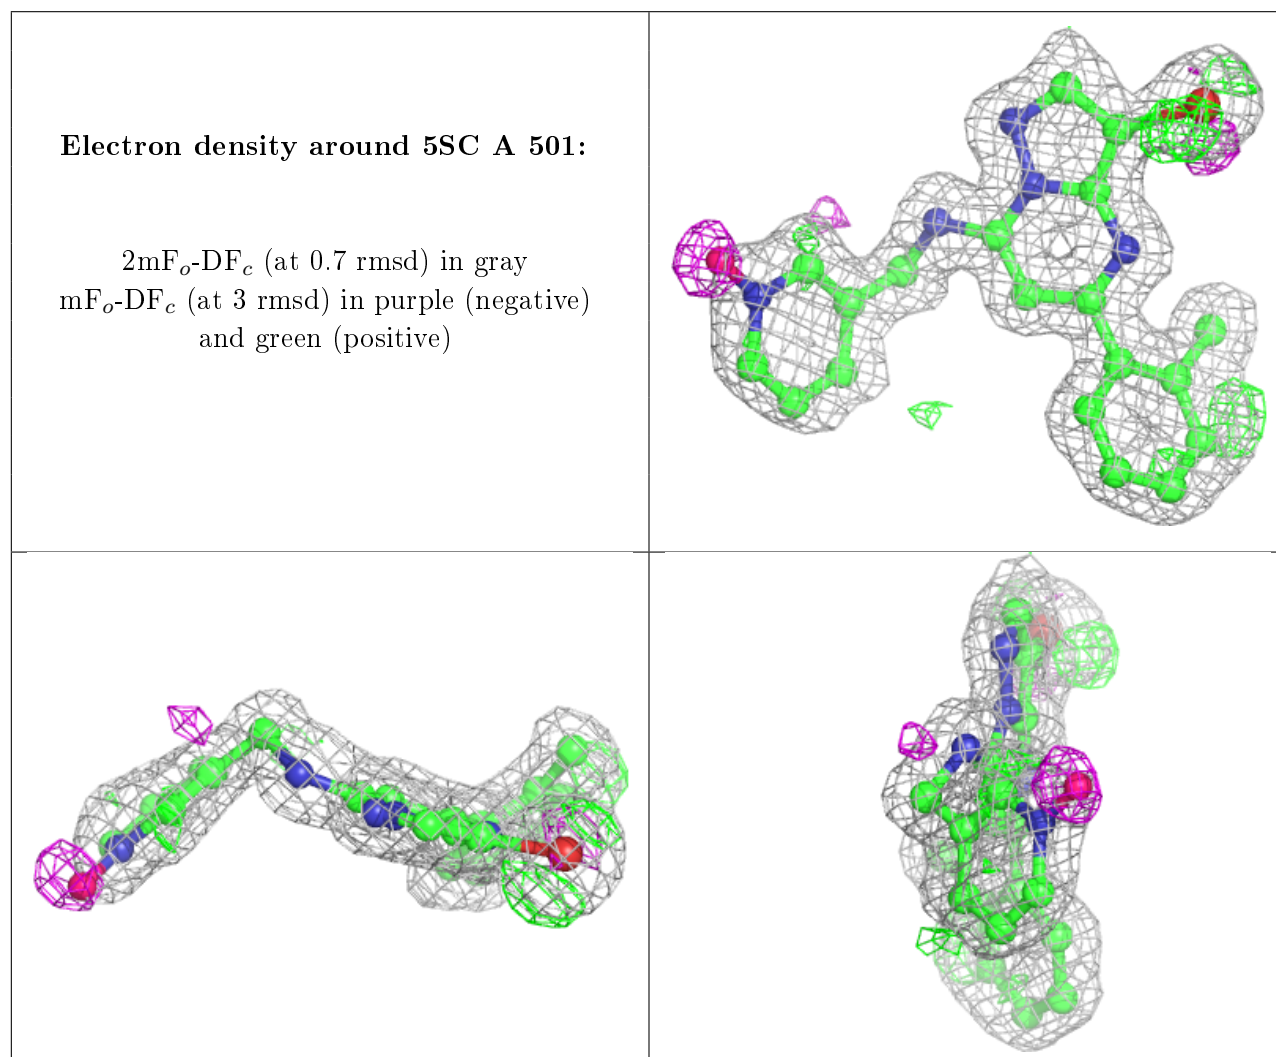 Electron density around 5SC A 501:
2mFo-DFc (at 0.7 rmsd) in gray
mFo-DFc (at 3 rmsd) in purple (negative)
and green (positive)